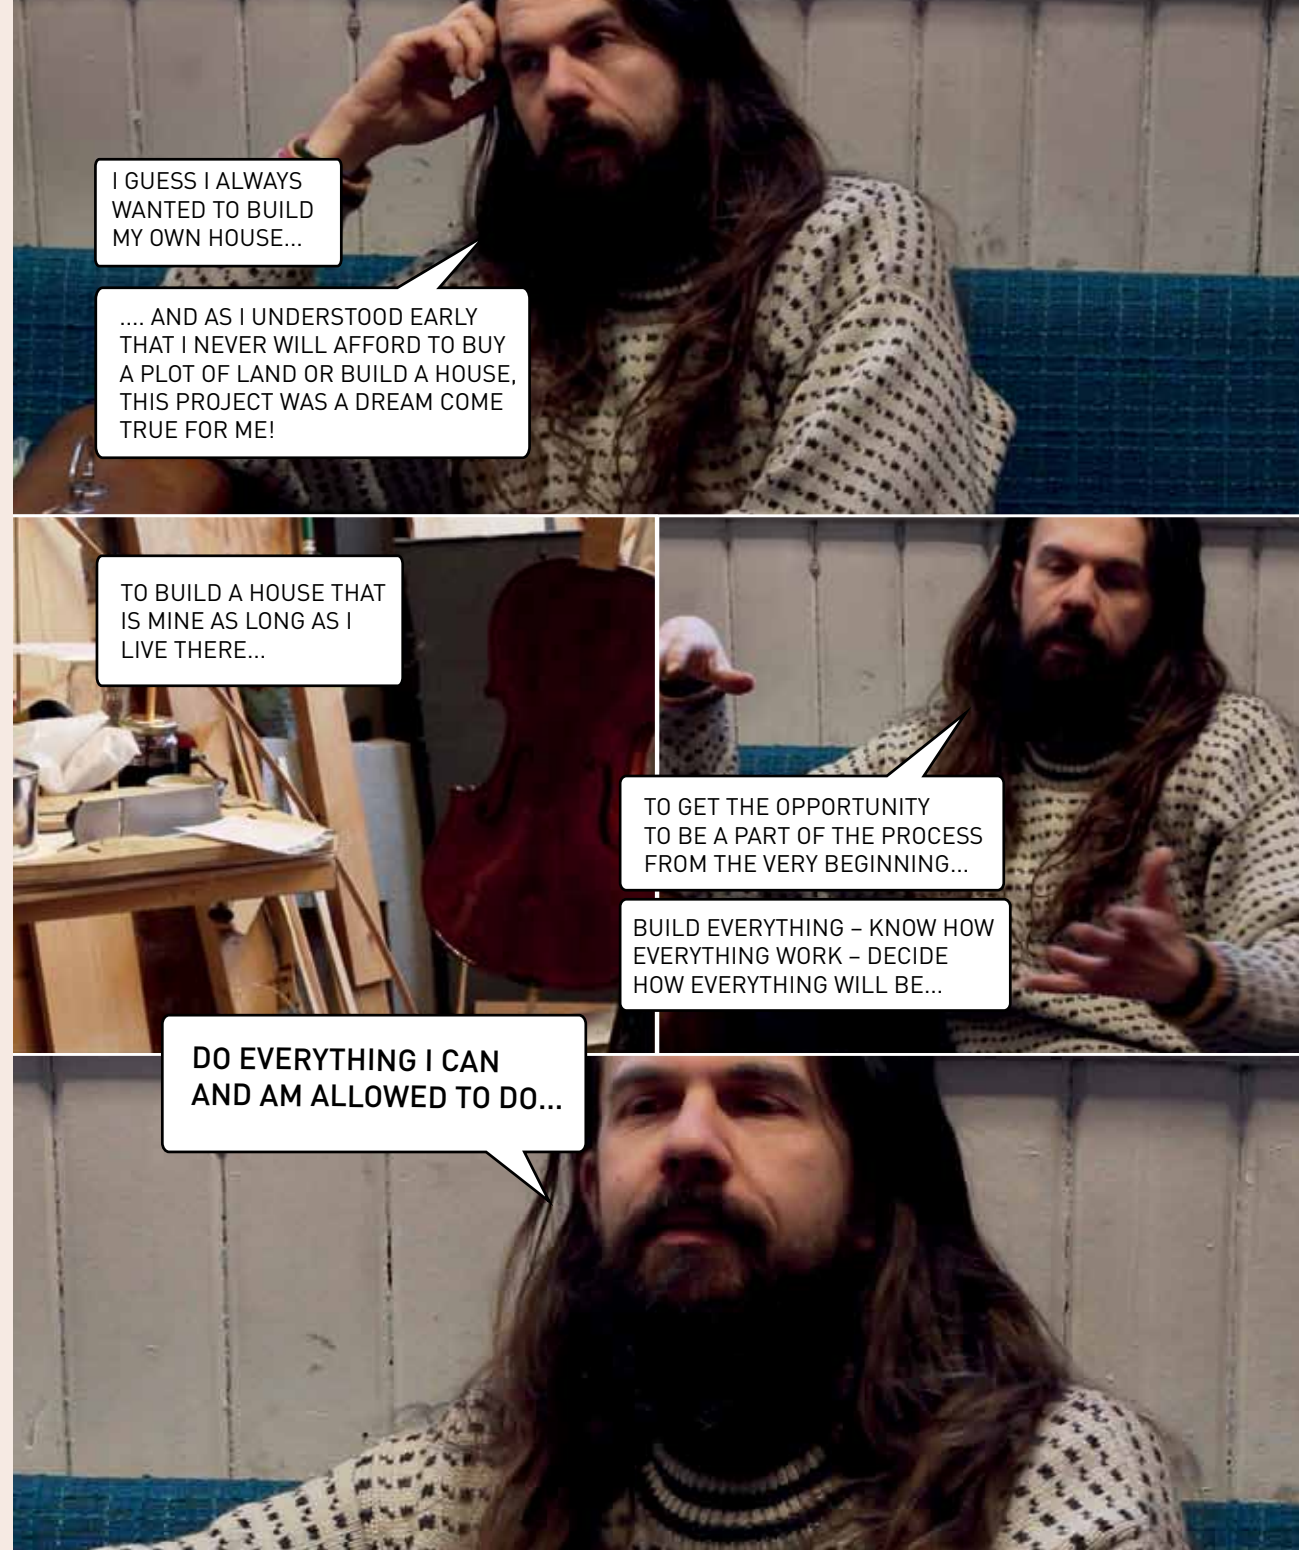 I GUESS I ALWAYS
WANTED TO BUILD
MY OWN HOUSE...
.... AND AS I UNDERSTOOD EARLY
THAT I NEVER WILL AFFORD TO BUY
A PLOT OF LAND OR BUILD A HOUSE,
THIS PROJECT WAS A DREAM COME
TRUE FOR ME!
TO BUILD A HOUSE THAT
IS MINE AS LONG AS I
LIVE THERE...
TO GET THE OPPORTUNITY
TO BE A PART OF THE PROCESS
FROM THE VERY BEGINNING...
BUILD EVERYTHING – KNOW HOW
EVERYTHING WORK – DECIDE
HOW EVERYTHING WILL BE...
DO EVERYTHING I CAN
AND AM ALLOWED TO DO...